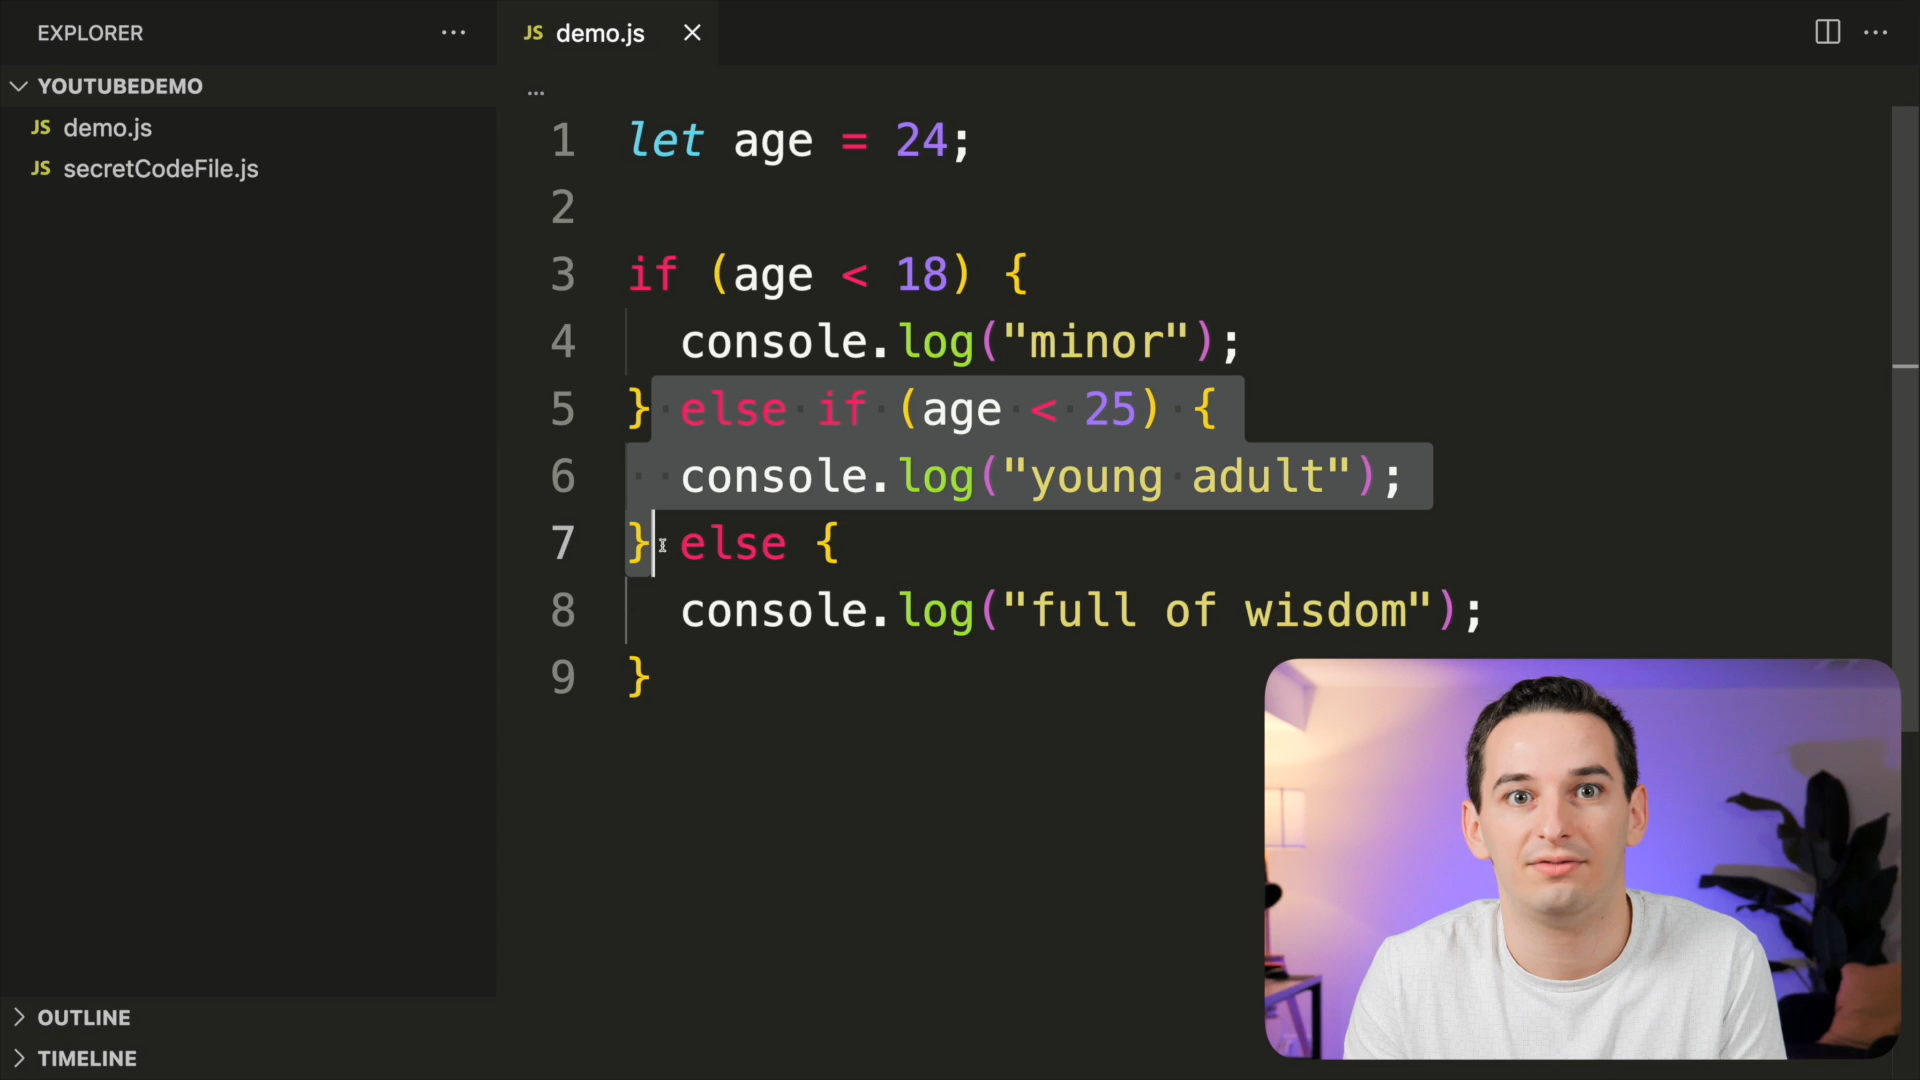 EXPLORER
...
JS demo.js
...
YOUTUBEDEMO
JS demo.js
JS secretCodeFile.js
...
1 let age = 24;
2
3 if (age < 18) {
4 console.log("minor");
5 } else if (age < 25) {
6 console.log("young adult");
7 } else {
8 console.log("full of wisdom");
9 }
OUTLINE
TIMELINE